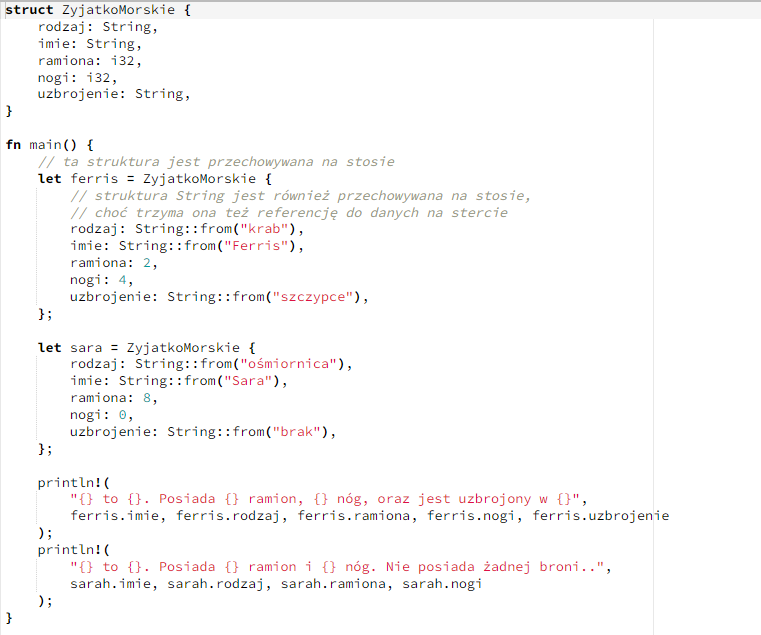 struct ZyjatkoMorskie {
    rodzaj: String,
    imie: String,
    ramiona: i32,
    nogi: i32,
    uzbrojenie: String,
}

fn main() {
    // ta struktura jest przechowywana na stosie
    let ferris = ZyjatkoMorskie {
        // struktura String jest również przechowywana na stosie,
        // choć trzyma ona też referencję do danych na stercie
        rodzaj: String::from("krab"),
        imie: String::from("Ferris"),
        ramiona: 2,
        nogi: 4,
        uzbrojenie: String::from("szczypce"),
    };

    let sara = ZyjatkoMorskie {
        rodzaj: String::from("ośmiornica"),
        imie: String::from("Sara"),
        ramiona: 8,
        nogi: 0,
        uzbrojenie: String::from("brak"),
    };

    println!(
        "{} to {}. Posiada {} ramion, {} nóg, oraz jest uzbrojony w {}",
        ferris.imie, ferris.rodzaj, ferris.ramiona, ferris.nogi, ferris.uzbrojenie
    );
    println!(
        "{} to {}. Posiada {} ramion i {} nóg. Nie posiada żadnej broni..",
        sarah.imie, sarah.rodzaj, sarah.ramiona, sarah.nogi
    );
}